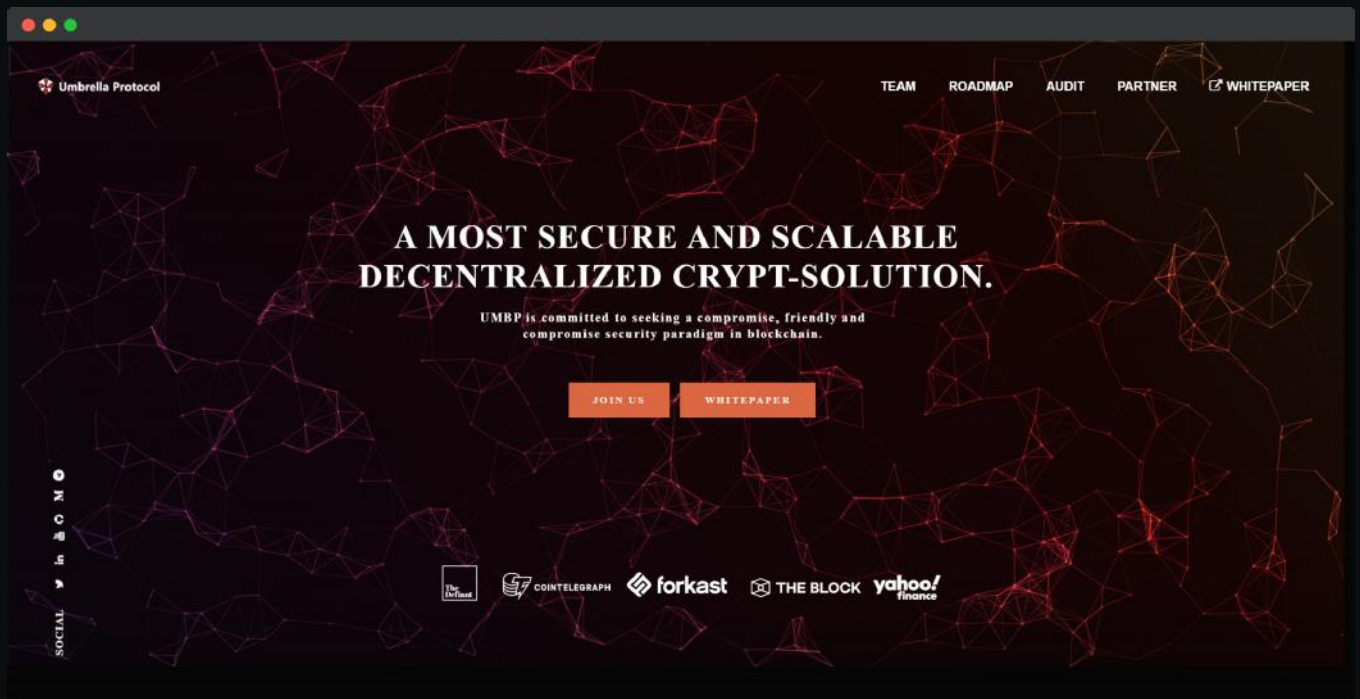 Umbrella Protocol
TEAM ROADMAP AUDIT PARTNER WHITEPAPER
A MOST SECURE AND SCALABLE
DECENTRALIZED CRYPT-SOLUTION.
UMBP is committed to seeking a compromise, friendly and
compromise security paradigm in blockchain.
JOIN US WHITEPAPER
The
Defiant
COINTELEGRAPH
forkast
THE BLOCK
yahoo!
finance
SOCIAL